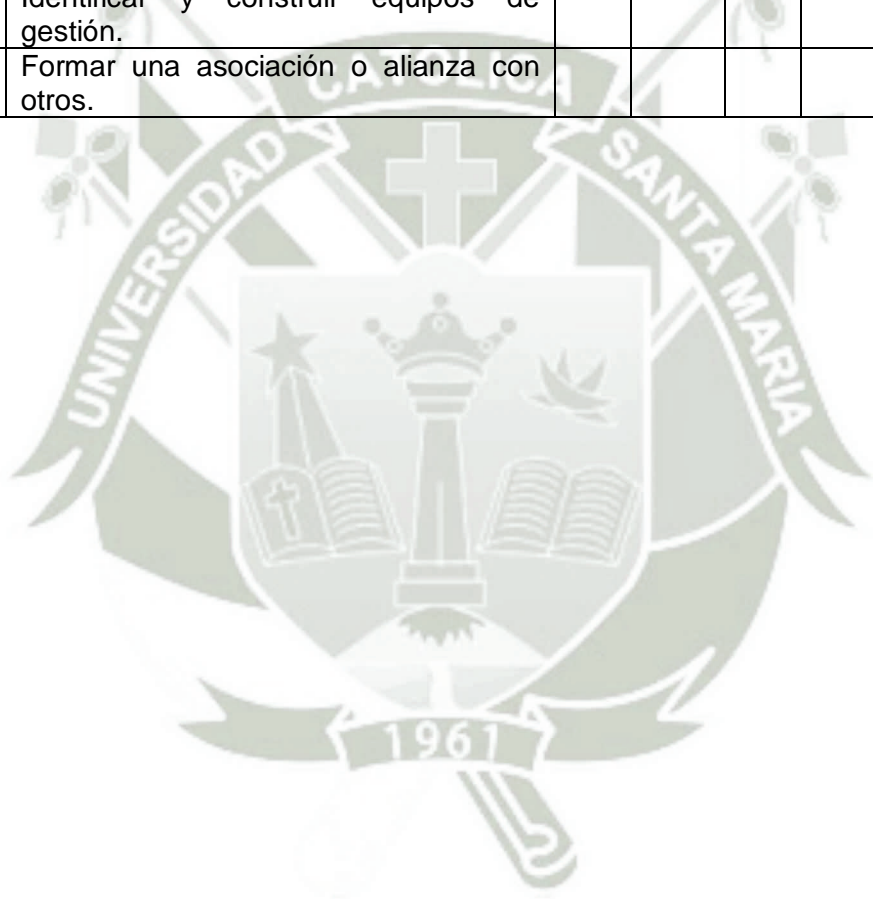 Identificar y construir equipos de
gestión.
Formar una asociación o alianza con
otros.
UNIVERSIDAD CATOLICA SANTA MARIA
1961